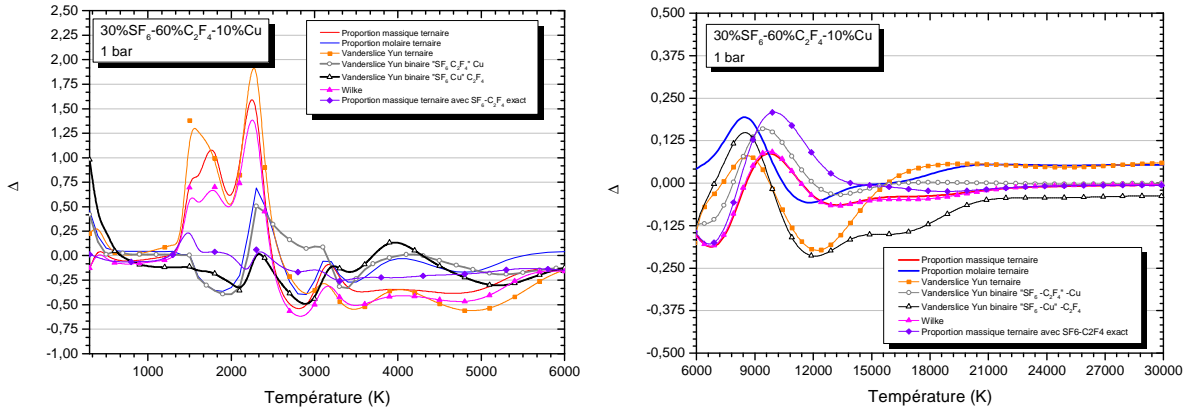 30%SF₆-60%C₂F₄-10%Cu
1 bar
Proportion massique ternaire
Proportion molaire ternaire
Vanderslice Yun ternaire
Vanderslice Yun binaire "SF₆ C₂F₄" Cu
Vanderslice Yun binaire "SF₆ Cu" C₂F₄
Wilke
Proportion massique ternaire avec SF₆-C₂F₄ exact
2,50
2,25
2,00
1,75
1,50
1,25
1,00
0,75
0,50
0,25
0,00
-0,25
-0,50
-0,75
-1,00
Δ
1000 2000 3000 4000 5000 6000
Température (K)
30%SF₆-60%C₂F₄-10%Cu
1 bar
0,500
0,375
0,250
0,125
0,000
-0,125
-0,250
-0,375
-0,500
Δ
Proportion massique ternaire
Proportion molaire ternaire
Vanderslice Yun ternaire
Vanderslice Yun binaire "SF₆ -C₂F₄" -Cu
Vanderslice Yun binaire "SF₆ -Cu" -C₂F₄
Wilke
Proportion massique ternaire avec SF6-C2F4 exact
6000 9000 12000 15000 18000 21000 24000 27000 30000
Température (K)